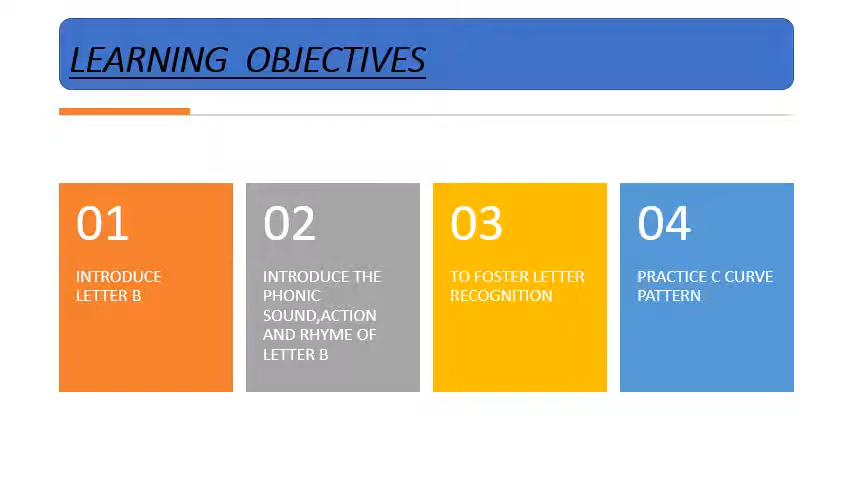 LEARNING OBJECTIVES
01
INTRODUCE
LETTER B
02
INTRODUCE THE
PHONIC
SOUND,ACTION
AND RHYME OF
LETTER B
03
TO FOSTER LETTER
RECOGNITION
04
PRACTICE C CURVE
PATTERN